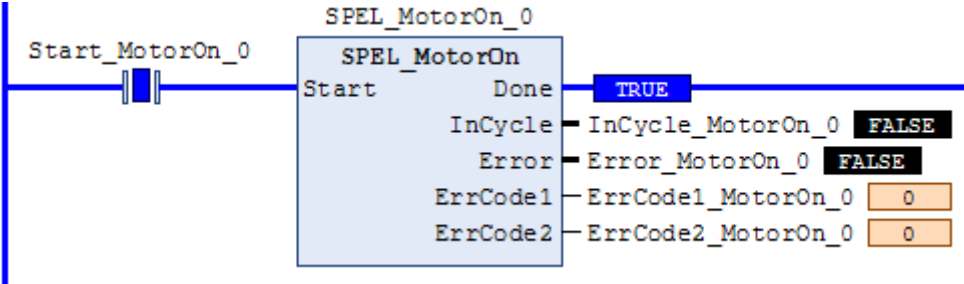 SPEL_MotorOn_0
Start_MotorOn_0
SPEL_MotorOn
Start Done TRUE
InCycle InCycle_MotorOn_0 FALSE
Error Error_MotorOn_0 FALSE
ErrCode1 ErrCode1_MotorOn_0 0
ErrCode2 ErrCode2_MotorOn_0 0